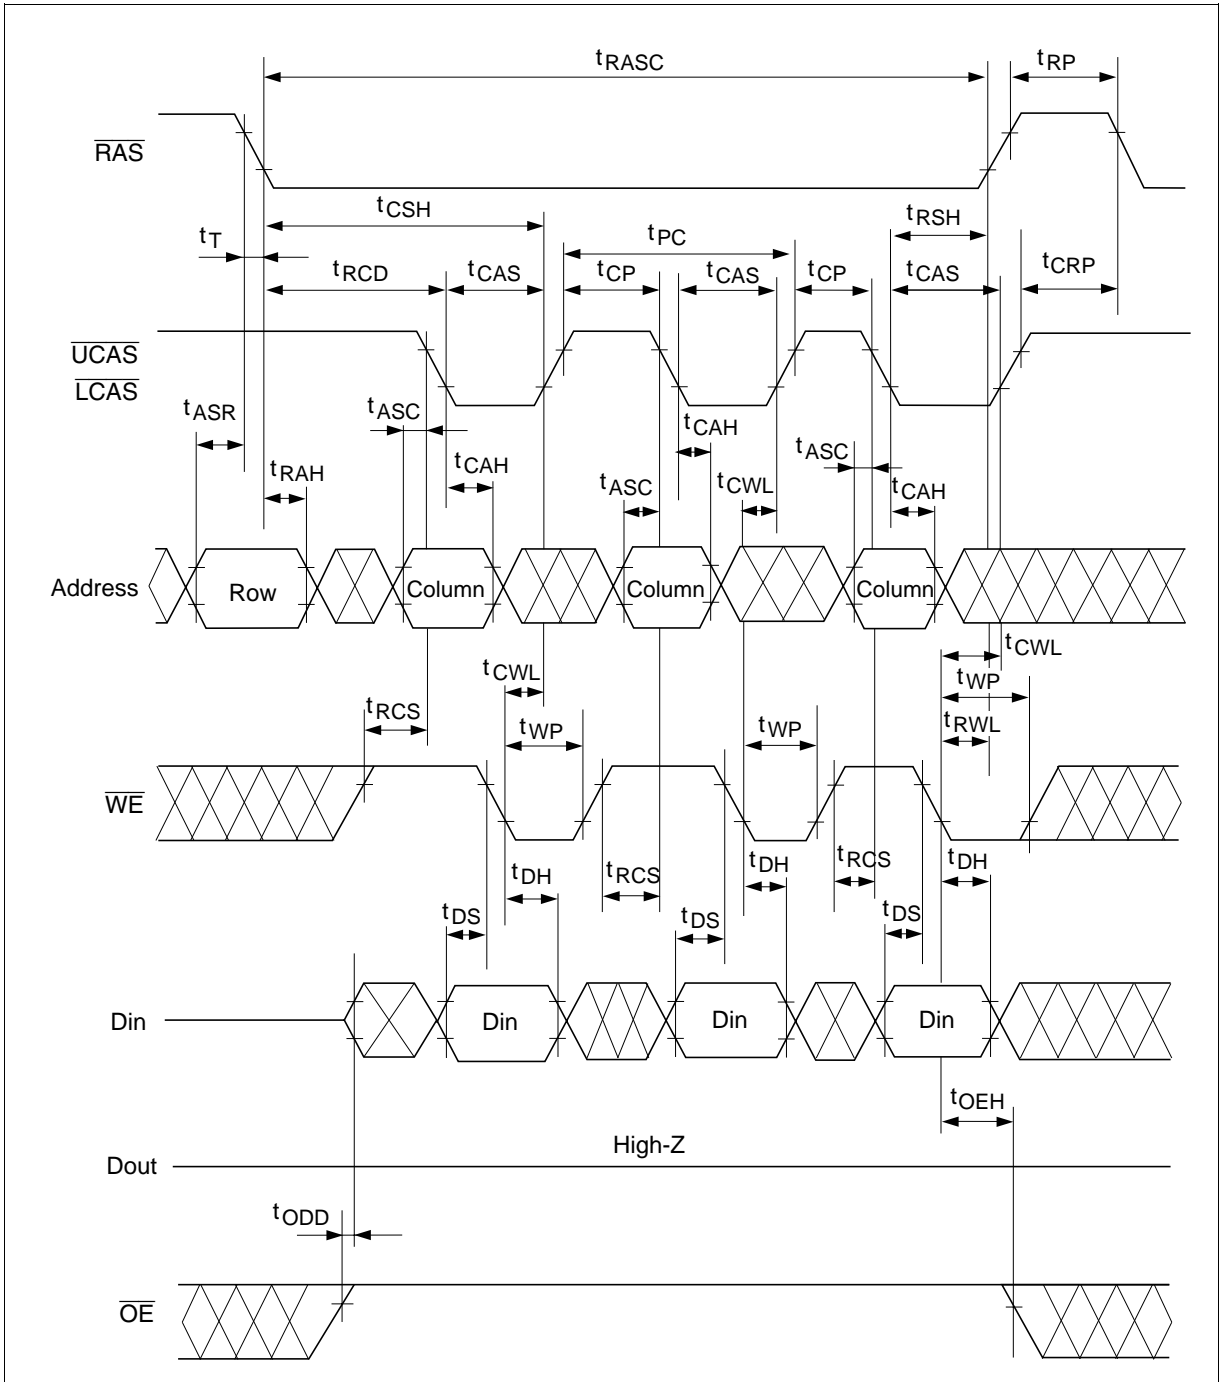 tRASC tRP
RAS
tCSH tRSH
tT tPC
tRCD tCAS tCP tCAS tCP tCAS tCRP
UCAS
LCAS
tASR tASC tCAH tASC
tRAH tCAH tASC tCWL tCAH
Address Row Column Column Column
tCWL tCWL
tWP
tRCS tWP tWP tRWL
WE
tDH tRCS tDH tRCS tDH
tDS tDS tDS
Din Din Din Din
tOEH
High-Z
Dout
tODD
OE